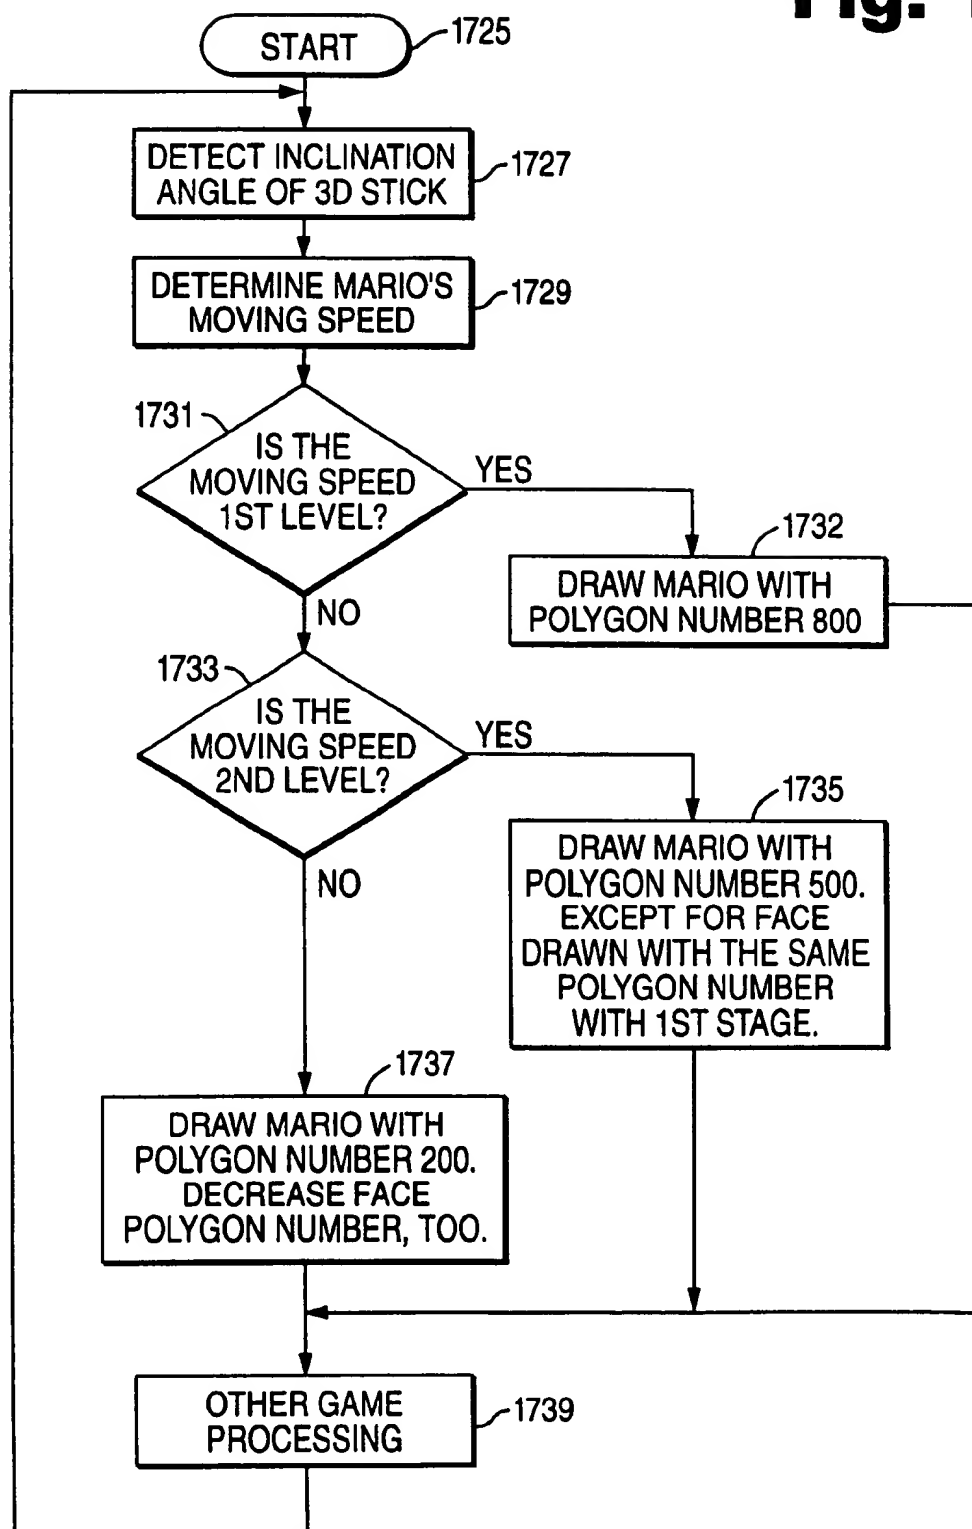 Fig. 1
START
1725
DETECT INCLINATION
ANGLE OF 3D STICK
1727
DETERMINE MARIO'S
MOVING SPEED
1729
1731
IS THE
MOVING SPEED
1ST LEVEL?
YES
1732
DRAW MARIO WITH
POLYGON NUMBER 800
NO
1733
IS THE
MOVING SPEED
2ND LEVEL?
YES
1735
DRAW MARIO WITH
POLYGON NUMBER 500.
EXCEPT FOR FACE
DRAWN WITH THE SAME
POLYGON NUMBER
WITH 1ST STAGE.
NO
1737
DRAW MARIO WITH
POLYGON NUMBER 200.
DECREASE FACE
POLYGON NUMBER, TOO.
OTHER GAME
PROCESSING
1739